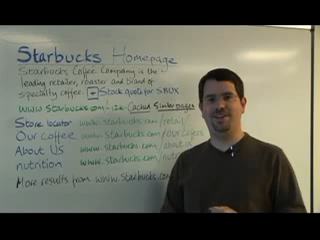 Starbucks Homepage
Starbucks Coffee Company is the
leading retailer, roaster and brand of
specialty coffee. + Stock quote for SBUX
www.starbucks.com - 12k Cached Similar pages
Store locator www.starbucks.com/retail/
Our coffees www.starbucks.com/ourcoffees
About Us www.starbucks.com/aboutus
nutrition www.starbucks.com/nutr
More results from www.starbucks.com